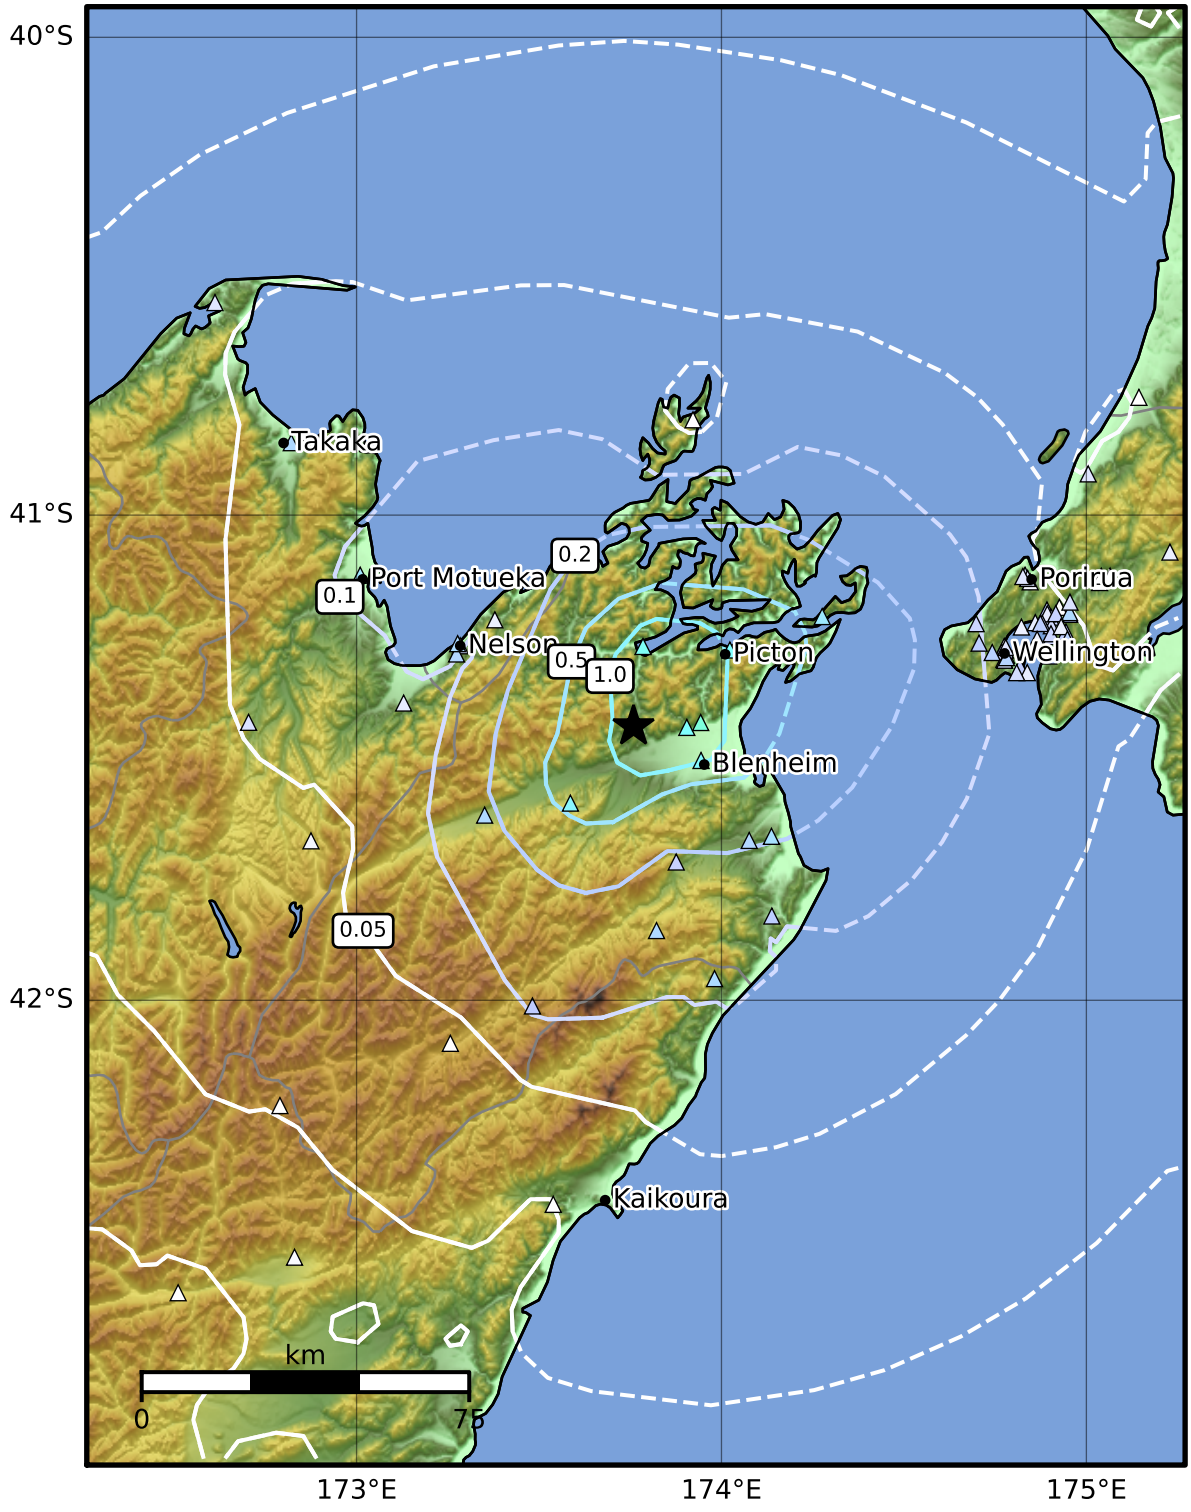 40°S
Takaka
41°S
0.2
Port Motueka
Porirua
0.1
Nelson
0.5
Picton
Wellington
1.0
Blenheim
0.05
42°S
Kaikoura
km
0
75
173°E
174°E
175°E